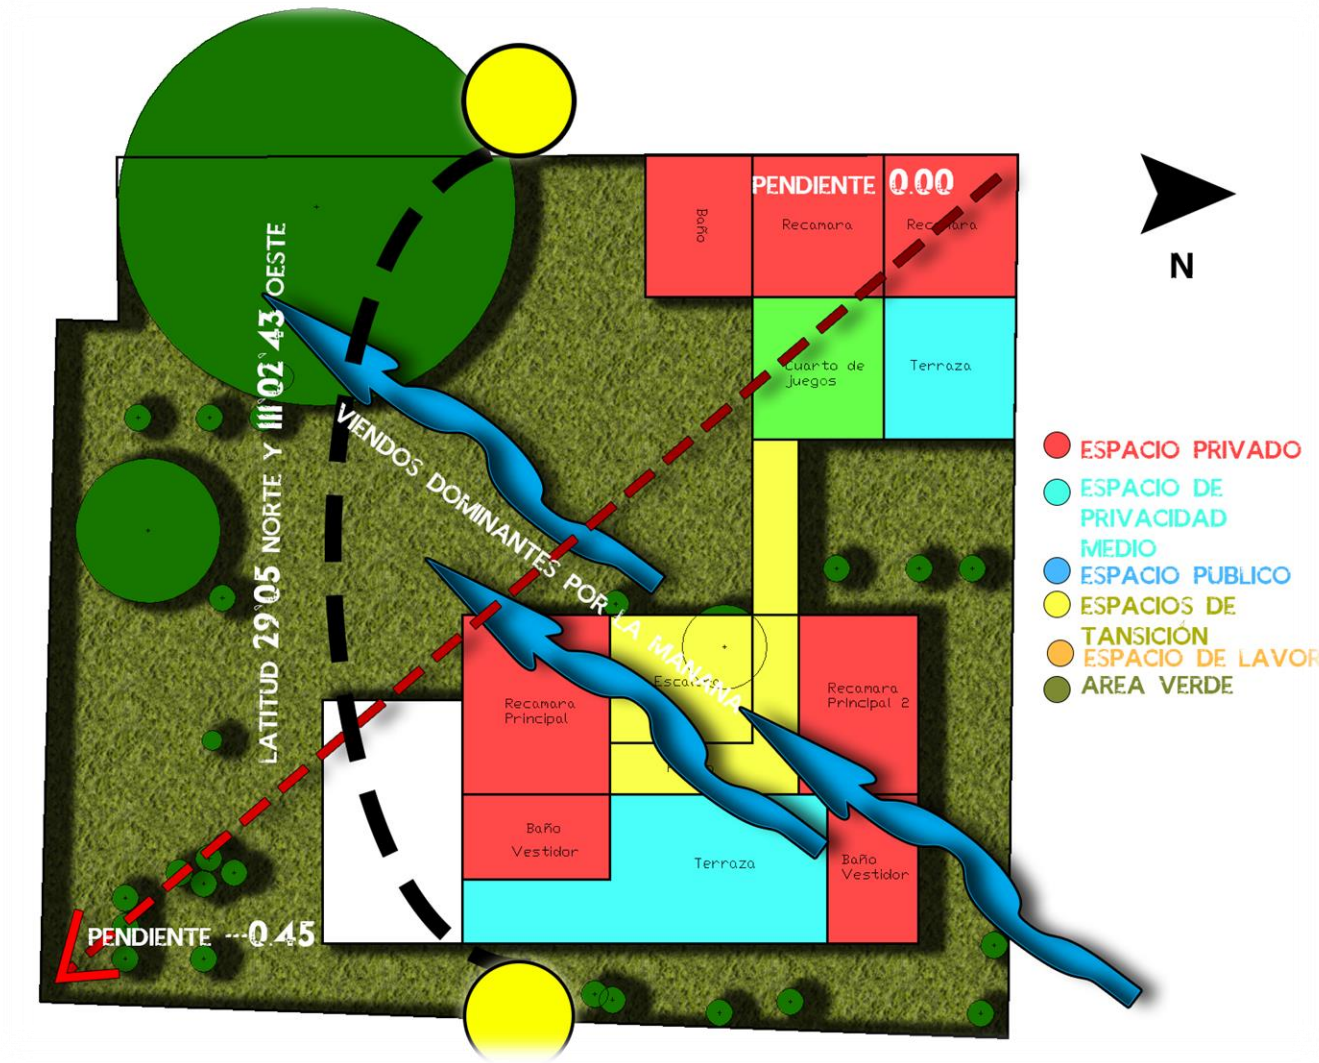 PENDIENTE 0.00
Baño
Recamara
Recamara
N
Cuarto de
juegos
Terraza
LATITUD 29°05 NORTE Y 111°02'43 OESTE
VIENDOS DOMINANTES POR LA MAÑANA
ESPACIO PRIVADO
ESPACIO DE
PRIVACIDAD
MEDIO
ESPACIO PUBLICO
ESPACIOS DE
TANSICIÓN
ESPACIO DE LAVOR
AREA VERDE
Recamara
Principal
Recamara
Principal 2
Baño
Vestidor
Terraza
Baño
Vestidor
PENDIENTE ---0.45